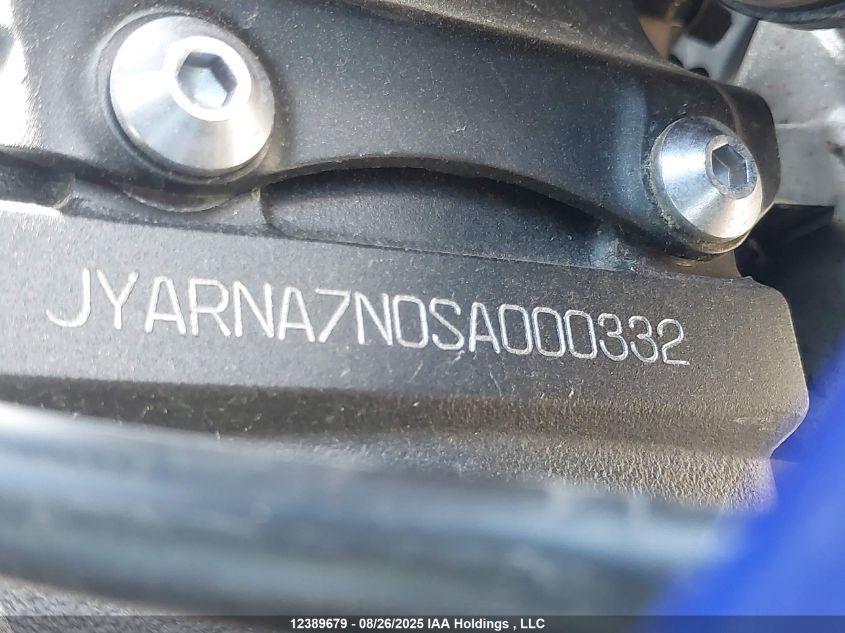 JYARNA7N0SA000332
12389679 - 08/26/2025 IAA Holdings , LLC